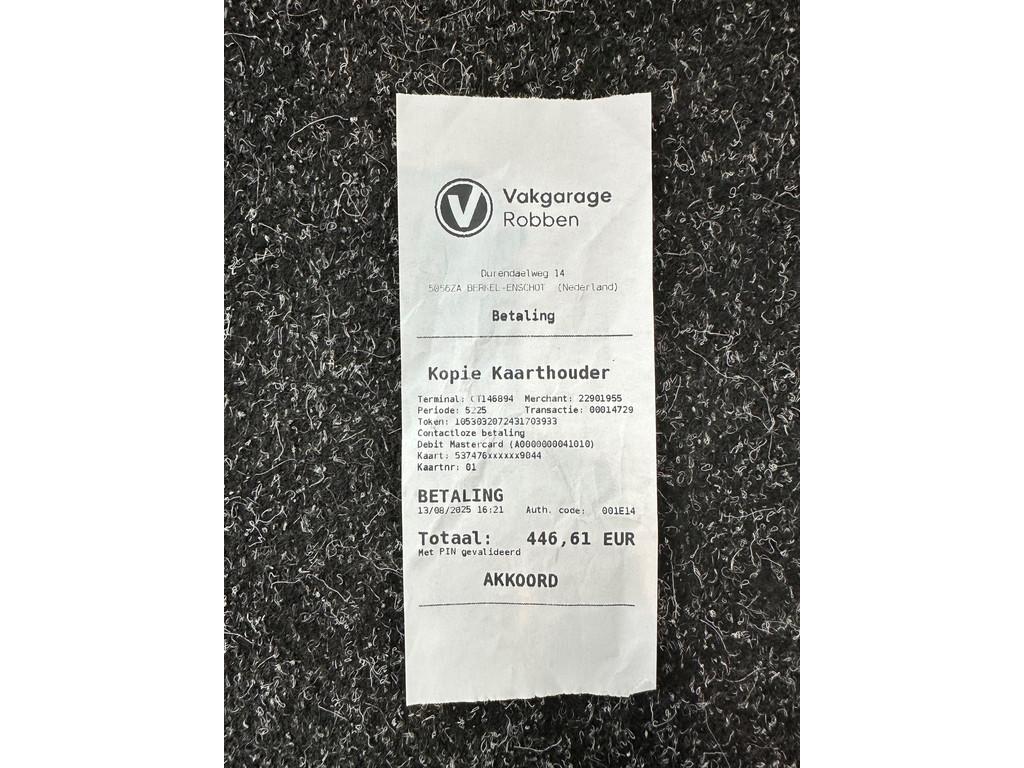 V Vakgarage
Robben
Durendaelweg 14
5056ZA BERKEL-ENSCHOT (Nederland)
Betaling
Kopie Kaarthouder
Terminal: CT146894 Merchant: 22901955
Periode: 5225 Transactie: 00014729
Token: 1053032072431703933
Contactloze betaling
Debit Mastercard (A0000000041010)
Kaart: 537476xxxxxx9044
Kaartnr: 01
BETALING
13/08/2025 16:21 Auth. code: 001E14
Totaal: 446,61 EUR
Met PIN gevalideerd
AKKOORD